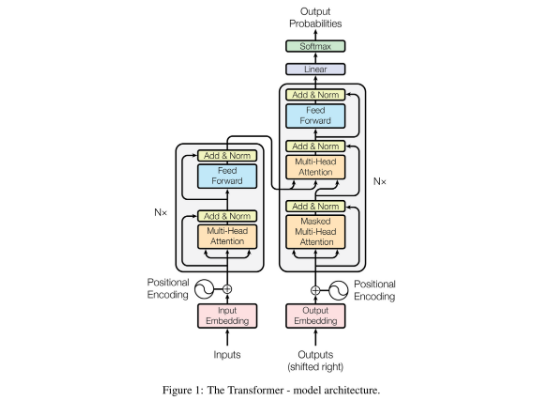 Output
Probabilities
Softmax
Linear
Add & Norm
Feed
Forward
Add & Norm
Multi-Head
Attention
Add & Norm
Masked
Multi-Head
Attention
N×
Positional
Encoding
Output
Embedding
Outputs
(shifted right)
Add & Norm
Feed
Forward
Add & Norm
Multi-Head
Attention
N×
Positional
Encoding
Input
Embedding
Inputs
Figure 1: The Transformer - model architecture.